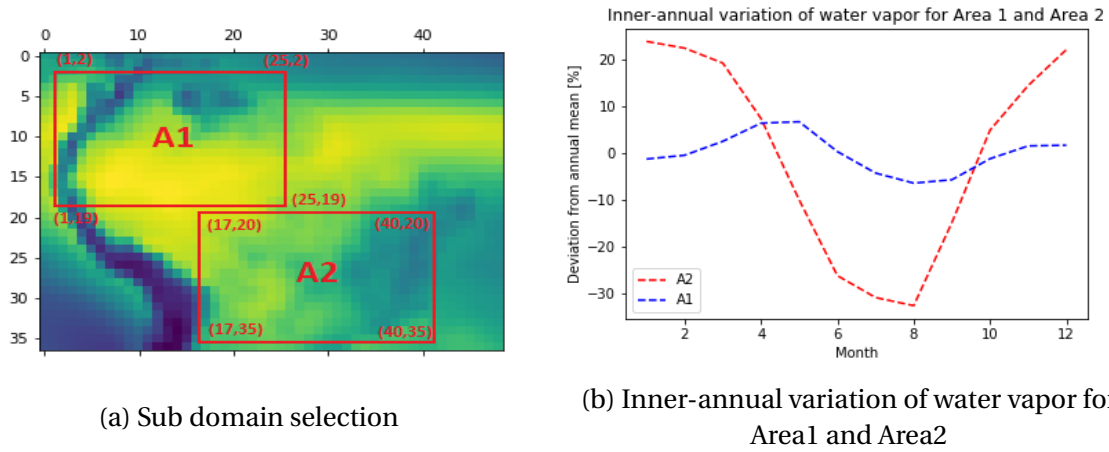 0 10 20 30 40
0
5
10
15
20
25
30
35
(1,2) (25,2)
A1
(1,19) (25,19)
(17,20) (40,20)
A2
(17,35) (40,35)
(a) Sub domain selection
Inner-annual variation of water vapor for Area 1 and Area 2
Deviation from annual mean [%]
20
10
0
−10
−20
−30
A2
A1
2 4 6 8 10 12
Month
(b) Inner-annual variation of water vapor for
Area1 and Area2